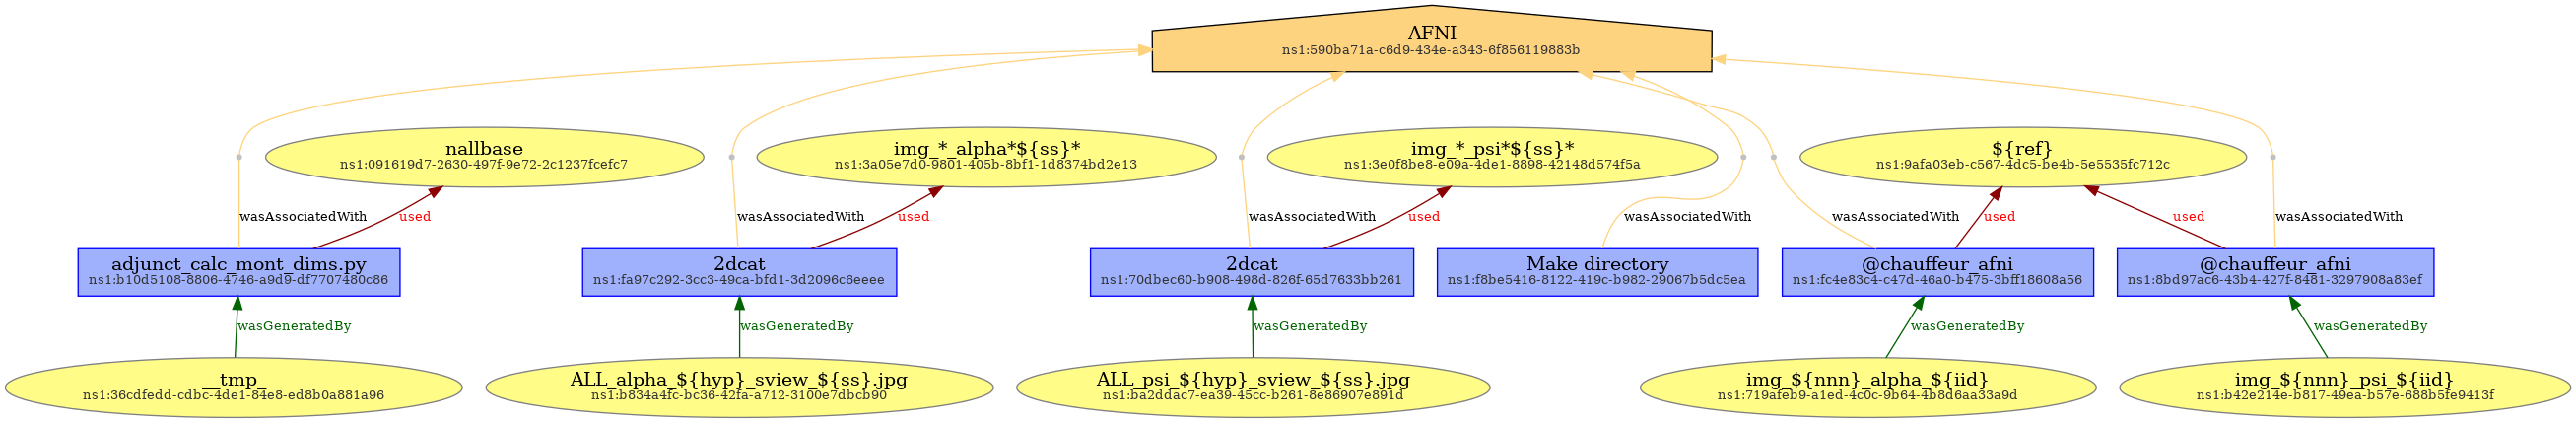 AFNI
ns1:590ba71a-c6d9-434e-a343-6f856119883b
nallbase
ns1:091619d7-2630-497f-9e72-2c1237fcefc7
img_*_alpha*${ss}*
ns1:3a05e7d0-9801-405b-8bf1-1d8374bd2e13
img_*_psi*${ss}*
ns1:3e0f8be8-e09a-4de1-8898-42148d574f5a
${ref}
ns1:9afa03eb-c567-4dc5-be4b-5e5535fc712c
wasAssociatedWith
used
wasAssociatedWith
used
wasAssociatedWith
used
wasAssociatedWith
wasAssociatedWith
used
used
wasAssociatedWith
adjunct_calc_mont_dims.py
ns1:b10d5108-8806-4746-a9d9-df7707480c86
2dcat
ns1:fa97c292-3cc3-49ca-bfd1-3d2096c6eeee
2dcat
ns1:70dbec60-b908-498d-826f-65d7633bb261
Make directory
ns1:f8be5416-8122-419c-b982-29067b5dc5ea
@chauffeur_afni
ns1:fc4e83c4-c47d-46a0-b475-3bff18608a56
@chauffeur_afni
ns1:8bd97ac6-43b4-427f-8481-3297908a83ef
wasGeneratedBy
wasGeneratedBy
wasGeneratedBy
wasGeneratedBy
wasGeneratedBy
__tmp_
ns1:36cdfedd-cdbc-4de1-84e8-ed8b0a881a96
ALL_alpha_${hyp}_sview_${ss}.jpg
ns1:b834a4fc-bc36-42fa-a712-3100e7dbcb90
ALL_psi_${hyp}_sview_${ss}.jpg
ns1:ba2ddac7-ea39-45cc-b261-8e86907e891d
img_${nnn}_alpha_${iid}
ns1:719afeb9-a1ed-4c0c-9b64-4b8d6aa33a9d
img_${nnn}_psi_${iid}
ns1:b42e214e-b817-49ea-b57e-688b5fe9413f